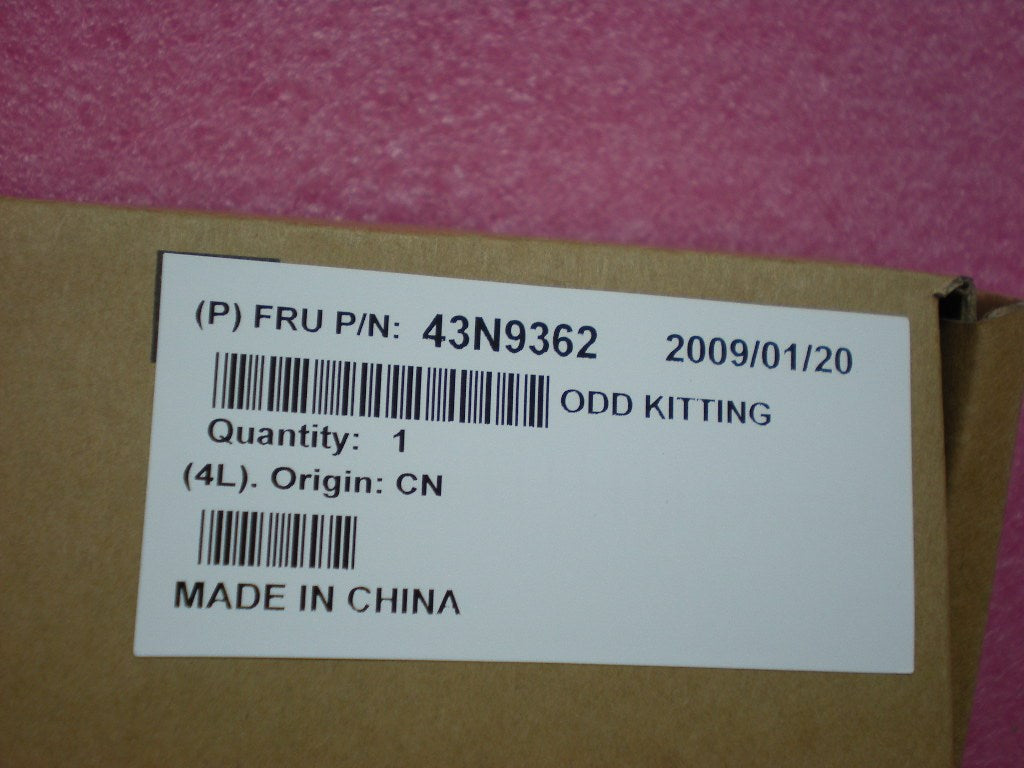 (P) FRU P/N: 43N9362 2009/01/20
ODD KITTING
Quantity: 1
(4L). Origin: CN
MADE IN CHINA